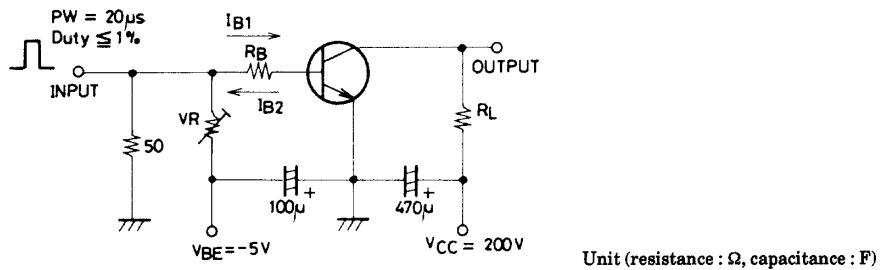 PW = 20μs
Duty ≦ 1%
INPUT
IB1
RB
IB2
OUTPUT
VR
50
RL
100μ
+
470μ
+
VBE = -5V
VCC = 200V
Unit (resistance : Ω, capacitance : F)